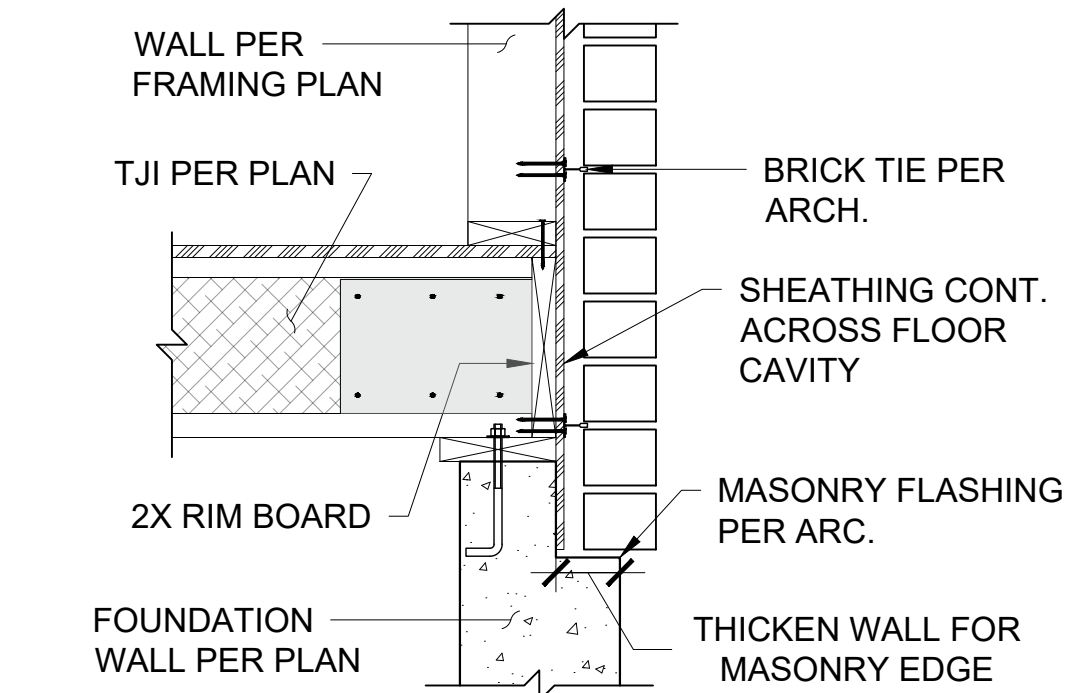 WALL PER
FRAMING PLAN
TJI PER PLAN
BRICK TIE PER
ARCH.
SHEATHING CONT.
ACROSS FLOOR
CAVITY
2X RIM BOARD
MASONRY FLASHING
PER ARC.
FOUNDATION
WALL PER PLAN
THICKEN WALL FOR
MASONRY EDGE